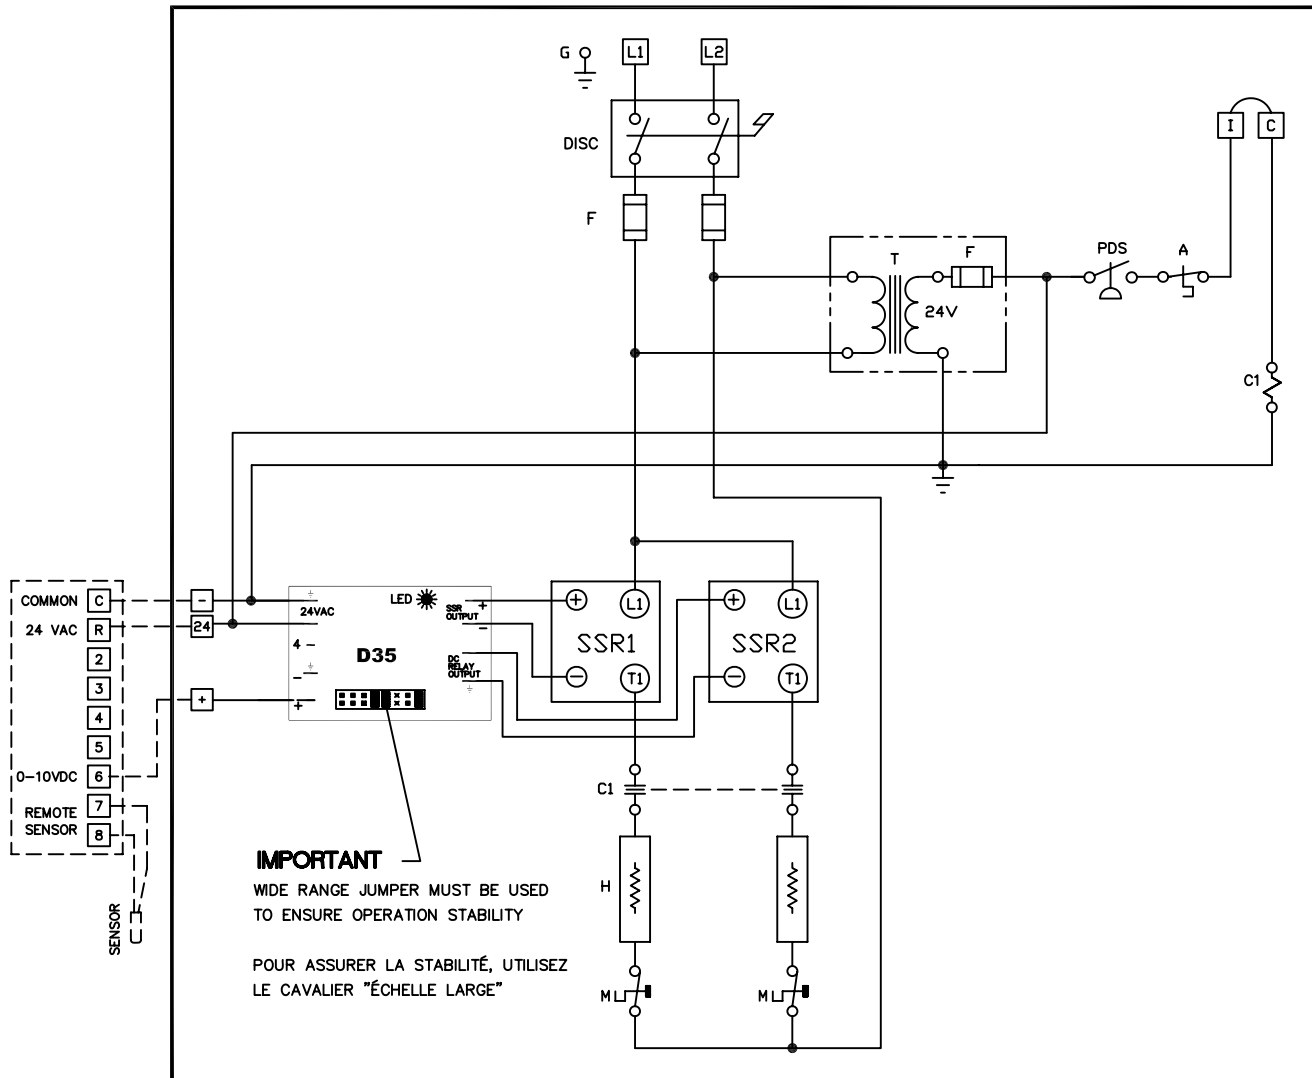 G
L1
L2
DISC
F
I
C
T
F
24V
PDS
A
C1
COMMON
C
24 VAC
R
2
3
4
5
0-10VDC
6
REMOTE
SENSOR
7
8
SENSOR
-
24
+
24VAC
4 -
-
+
LED
D35
SSR
OUTPUT
+
-
DC
RELAY
OUTPUT
+
-
SSR1
L1
T1
+
-
SSR2
L1
T1
C1
H
M
M
IMPORTANT
WIDE RANGE JUMPER MUST BE USED
TO ENSURE OPERATION STABILITY
POUR ASSURER LA STABILITÉ, UTILISEZ
LE CAVALIER "ÉCHELLE LARGE"